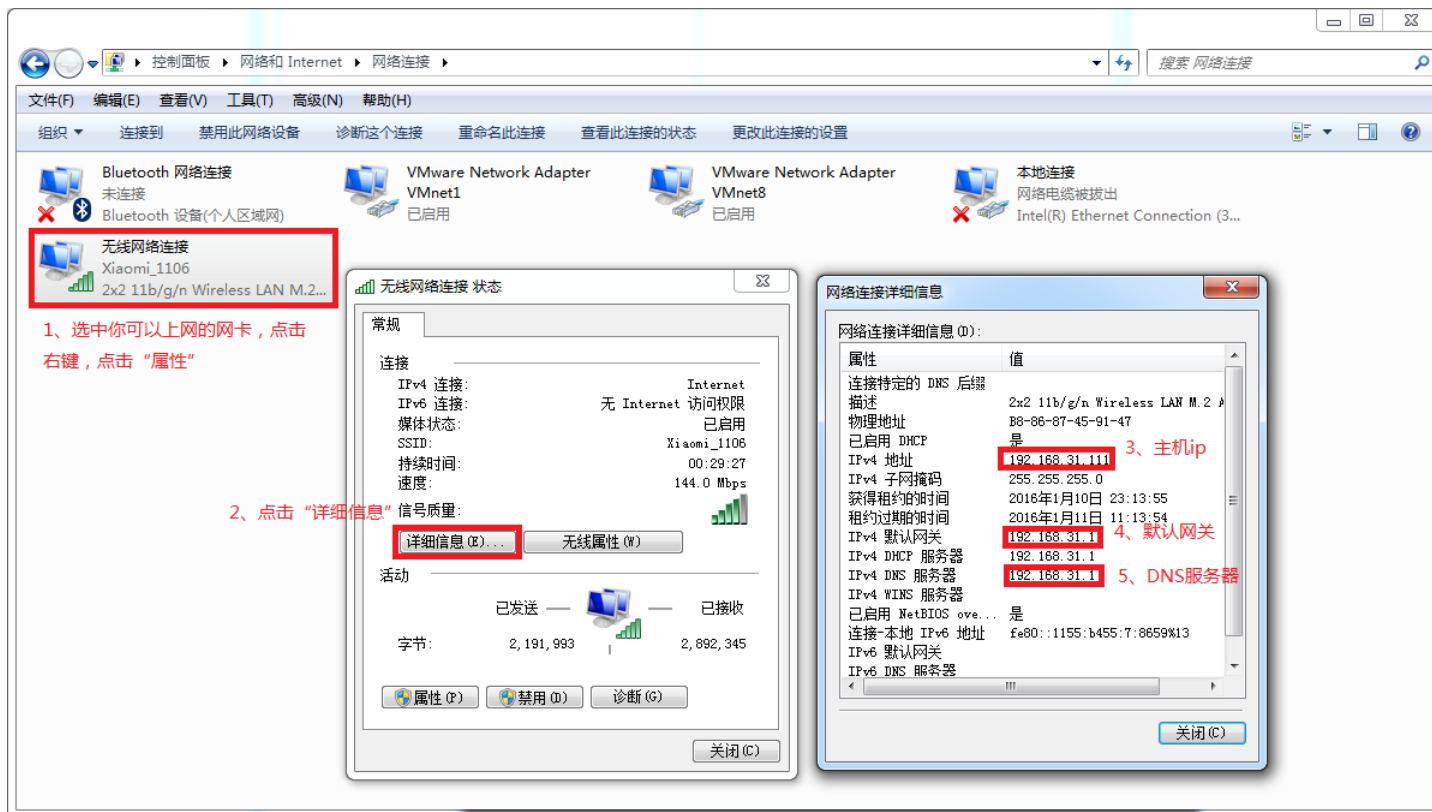 控制面板 ▸ 网络和 Internet ▸ 网络连接 ▸
搜索 网络连接
文件(F) 编辑(E) 查看(V) 工具(T) 高级(N) 帮助(H)
组织 连接到 禁用此网络设备 诊断这个连接 重命名此连接 查看此连接的状态 更改此连接的设置
Bluetooth 网络连接
未连接
Bluetooth 设备(个人区域网)
VMware Network Adapter
VMnet1
已启用
VMware Network Adapter
VMnet8
已启用
本地连接
网络电缆被拔出
Intel(R) Ethernet Connection (3...
无线网络连接
Xiaomi_1106
2x2 11b/g/n Wireless LAN M.2...
1、选中你可以上网的网卡，点击
右键，点击“属性”
无线网络连接 状态
常规
连接
IPv4 连接: Internet
IPv6 连接: 无 Internet 访问权限
媒体状态: 已启用
SSID: Xiaomi_1106
持续时间: 00:29:27
速度: 144.0 Mbps
信号质量:
2、点击“详细信息”
详细信息(E)... 无线属性(W)
活动
已发送 — — 已接收
字节: 2,191,993 2,892,345
属性(P) 禁用(D) 诊断(G)
关闭(C)
网络连接详细信息
网络连接详细信息(D):
属性 值
连接特定的 DNS 后缀
描述 2x2 11b/g/n Wireless LAN M.2 A
物理地址 B8-86-87-45-91-47
已启用 DHCP 是
IPv4 地址 192.168.31.111
3、主机ip
IPv4 子网掩码 255.255.255.0
获得租约的时间 2016年1月10日 23:13:55
租约过期的时间 2016年1月11日 11:13:54
IPv4 默认网关 192.168.31.1
4、默认网关
IPv4 DHCP 服务器 192.168.31.1
IPv4 DNS 服务器 192.168.31.1
5、DNS服务器
IPv4 WINS 服务器
已启用 NetBIOS ove... 是
连接-本地 IPv6 地址 fe80::1155:b455:7:8659%13
IPv6 默认网关
IPv6 DNS 服务器
关闭(C)